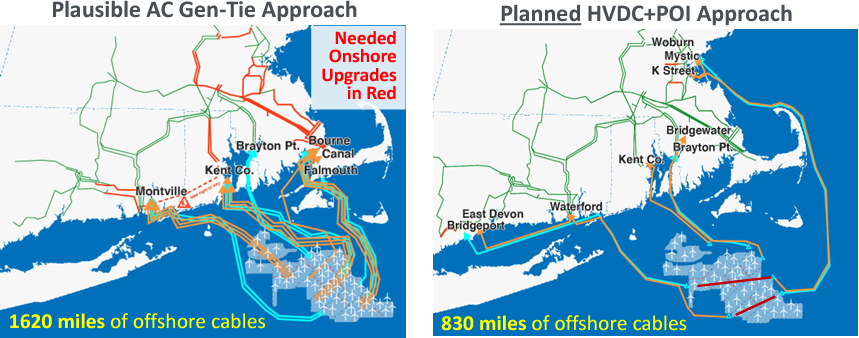 Plausible AC Gen-Tie Approach
Needed
Onshore
Upgrades
in Red
Brayton Pt.
Bourne
Canal
Falmouth
Kent Co.
Montville
1620 miles of offshore cables
Planned HVDC+POI Approach
Woburn
Mystic
K Street
Bridgewater
Brayton Pt.
Kent Co.
Waterford
East Devon
Bridgeport
830 miles of offshore cables